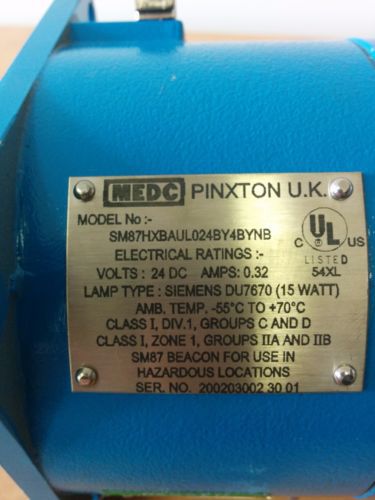 MEDC PINXTON U.K.
MODEL No :-
SM87HXBAUL024BY4BYNB
ELECTRICAL RATINGS :-
VOLTS : 24 DC AMPS: 0.32
C UL US
LISTED
54XL
LAMP TYPE : SIEMENS DU7670 (15 WATT)
AMB. TEMP. -55°C TO +70°C
CLASS I, DIV.1, GROUPS C AND D
CLASS I, ZONE 1, GROUPS IIA AND IIB
SM87 BEACON FOR USE IN
HAZARDOUS LOCATIONS
SER. NO. 200203002 30 01